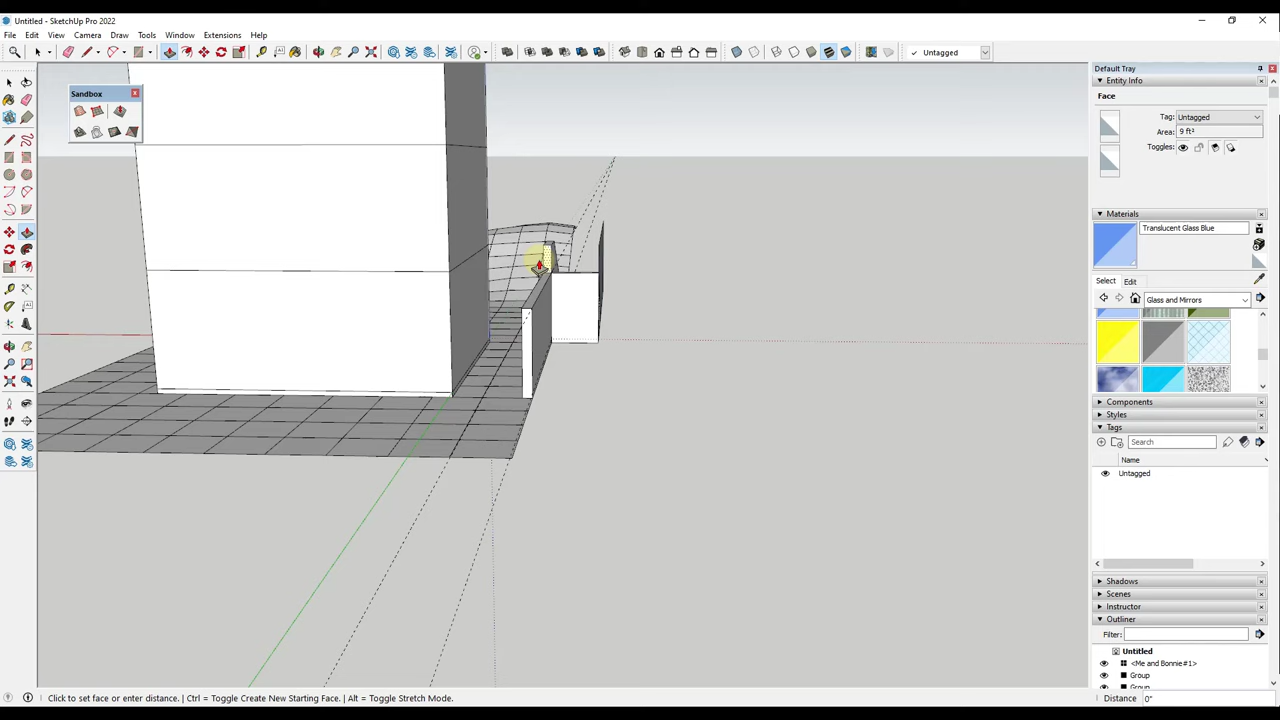 Untitled - SketchUp Pro 2022
File Edit View Camera Draw Tools Window Extensions Help
Untagged
Default Tray
Sandbox
Entity Info
Face
Tag: Untagged
Area: 9 ft²
Toggles:
Materials
Translucent Glass Blue
Select Edit
Glass and Mirrors
Components
Styles
Tags
Search
Name
Untagged
Shadows
Scenes
Instructor
Outliner
Filter:
Untitled
<Me and Bonnie#1>
Group
Group
Click to set face or enter distance. | Ctrl = Toggle Create New Starting Face. | Alt = Toggle Stretch Mode.
Distance 0"